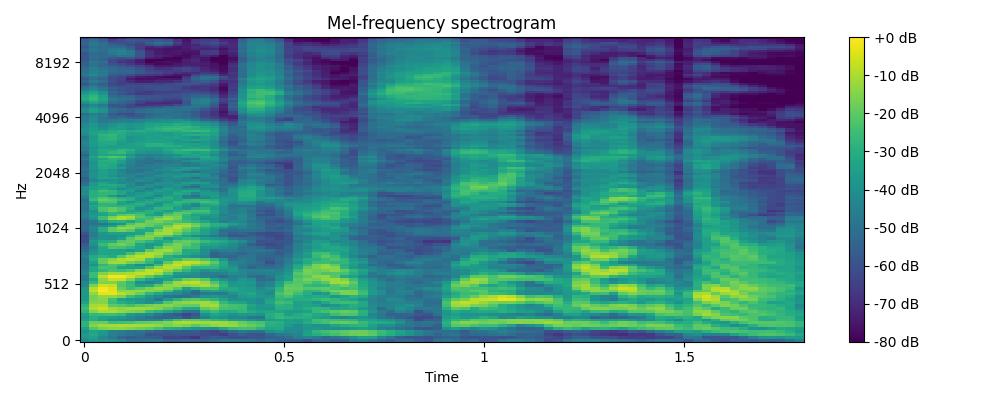 Mel-frequency spectrogram
8192
4096
2048
1024
512
0
Hz
0
0.5
1
1.5
Time
+0 dB
-10 dB
-20 dB
-30 dB
-40 dB
-50 dB
-60 dB
-70 dB
-80 dB